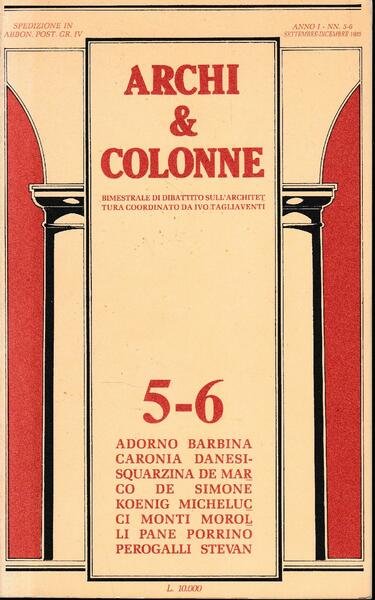 SPEDIZIONE IN
ABBON. POST. GR. IV
ANNO I - NN. 5-6
SETTEMBRE-DICEMBRE 1985
ARCHI
&
COLONNE
BIMESTRALE DI DIBATTITO SULL'ARCHITET
TURA COORDINATO DA IVO TAGLIAVENTI
5-6
ADORNO BARBINA
CARONIA DANESI-
SQUARZINA DE MAR
CO DE SIMONE
KOENIG MICHELUC
CI MONTI MOROL
LI PANE PORRINO
PEROGALLI STEVAN
L. 10.000